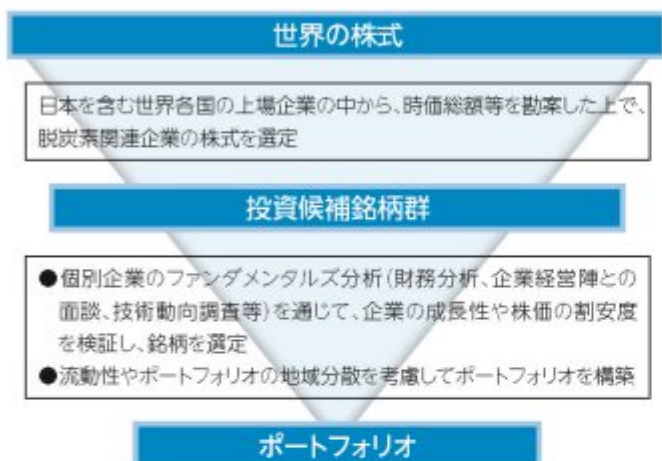 世界の株式
日本を含む世界各国の上場企業の中から、時価総額等を勘案した上で、
脱炭素関連企業の株式を選定
投資候補銘柄群
●個別企業のファンダメンタルズ分析(財務分析、企業経営陣との
面談、技術動向調査等)を通じて、企業の成長性や株価の割安度
を検証し、銘柄を選定
●流動性やポートフォリオの地域分散を考慮してポートフォリオを構築
ポートフォリオ